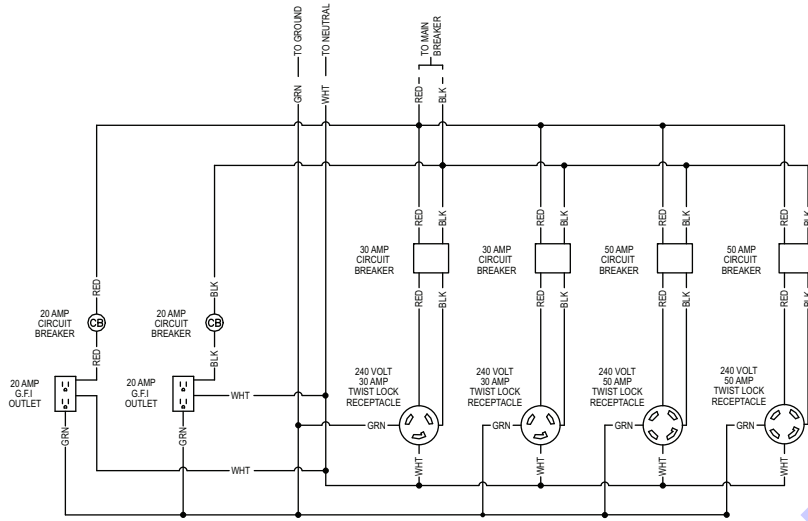 TO GROUND
TO NEUTRAL
TO MAIN
BREAKER
GRN
WHT
RED
BLK
RED
BLK
RED
BLK
RED
BLK
RED
BLK
30 AMP
CIRCUIT
BREAKER
30 AMP
CIRCUIT
BREAKER
50 AMP
CIRCUIT
BREAKER
50 AMP
CIRCUIT
BREAKER
RED
BLK
20 AMP
CIRCUIT
BREAKER
CB
20 AMP
CIRCUIT
BREAKER
CB
RED
BLK
RED
BLK
RED
BLK
RED
BLK
RED
BLK
RED
BLK
20 AMP
G.F.I
OUTLET
20 AMP
G.F.I
OUTLET
WHT
240 VOLT
30 AMP
TWIST LOCK
RECEPTACLE
240 VOLT
30 AMP
TWIST LOCK
RECEPTACLE
240 VOLT
50 AMP
TWIST LOCK
RECEPTACLE
240 VOLT
50 AMP
TWIST LOCK
RECEPTACLE
GRN
GRN
GRN
GRN
GRN
GRN
WHT
WHT
WHT
WHT
WHT